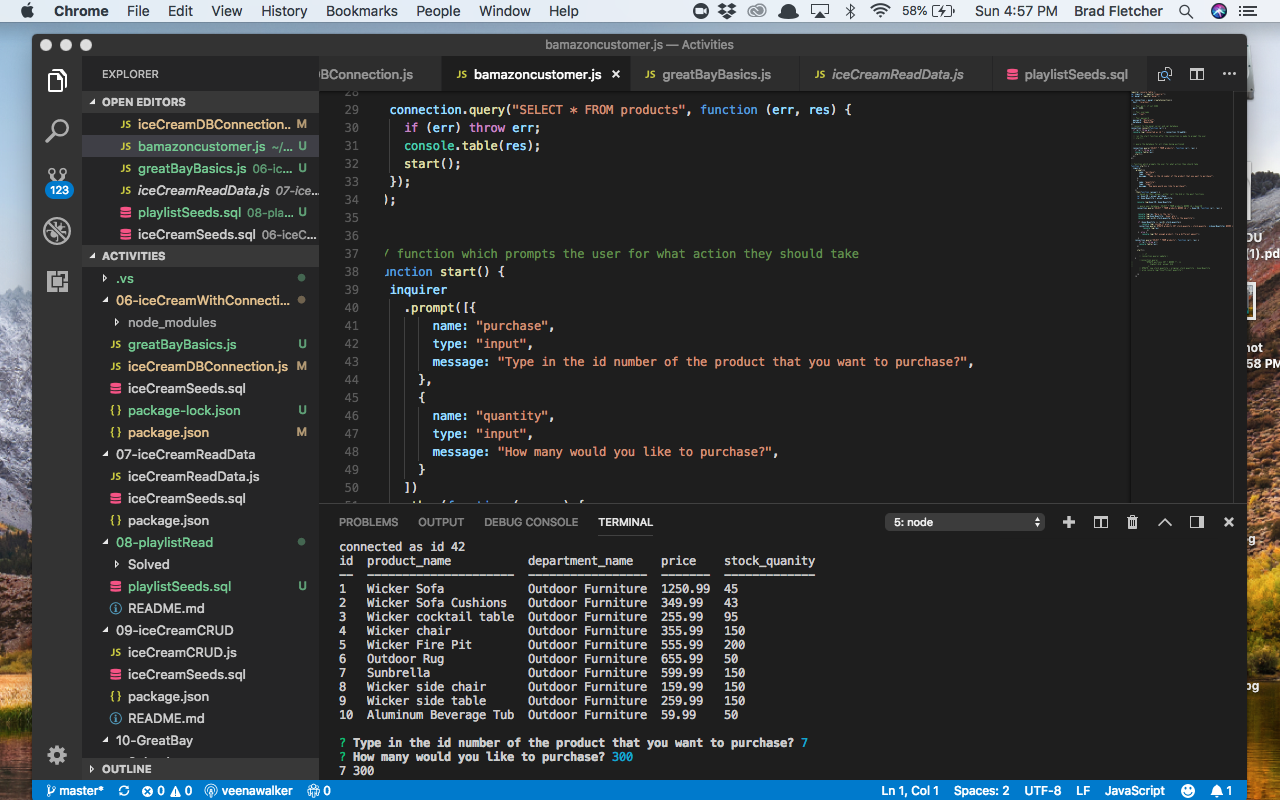 Chrome File Edit View History Bookmarks People Window Help 58% Sun 4:57 PM Brad Fletcher
bamazoncustomer.js — Activities
EXPLORER
OPEN EDITORS
JS iceCreamDBConnection... M
JS bamazoncustomer.js ~/... U
JS greatBayBasics.js 06-ic... U
JS iceCreamReadData.js 07-ice...
playlistSeeds.sql 08-pla... U
iceCreamSeeds.sql 06-iceC...
123
ACTIVITIES
.vs
06-iceCreamWithConnecti...
node_modules
JS greatBayBasics.js U
JS iceCreamDBConnection.js M
iceCreamSeeds.sql
{} package-lock.json U
{} package.json M
07-iceCreamReadData
JS iceCreamReadData.js
iceCreamSeeds.sql
{} package.json
08-playlistRead
Solved
playlistSeeds.sql U
README.md
09-iceCreamCRUD
JS iceCreamCRUD.js
iceCreamSeeds.sql
{} package.json
README.md
10-GreatBay
OUTLINE
BConnection.js JS bamazoncustomer.js × JS greatBayBasics.js JS iceCreamReadData.js playlistSeeds.sql ...
28
29 connection.query("SELECT * FROM products", function (err, res) {
30 if (err) throw err;
31 console.table(res);
32 start();
33 });
34 );
35
36
37 / function which prompts the user for what action they should take
38 unction start() {
39 inquirer
40 .prompt([{
41 name: "purchase",
42 type: "input",
43 message: "Type in the id number of the product that you want to purchase?",
44 },
45 {
46 name: "quantity",
47 type: "input",
48 message: "How many would you like to purchase?",
49 }
50 ])
PROBLEMS OUTPUT DEBUG CONSOLE TERMINAL 5: node
connected as id 42
id product_name department_name price stock_quanity
1 Wicker Sofa Outdoor Furniture 1250.99 45
2 Wicker Sofa Cushions Outdoor Furniture 349.99 43
3 Wicker cocktail table Outdoor Furniture 255.99 95
4 Wicker chair Outdoor Furniture 355.99 150
5 Wicker Fire Pit Outdoor Furniture 555.99 200
6 Outdoor Rug Outdoor Furniture 655.99 50
7 Sunbrella Outdoor Furniture 599.99 150
8 Wicker side chair Outdoor Furniture 159.99 150
9 Wicker side table Outdoor Furniture 259.99 150
10 Aluminum Beverage Tub Outdoor Furniture 59.99 50
? Type in the id number of the product that you want to purchase? 7
? How many would you like to purchase? 300
7 300
master* 0 0 veenawalker 0 Ln 1, Col 1 Spaces: 2 UTF-8 LF JavaScript 1